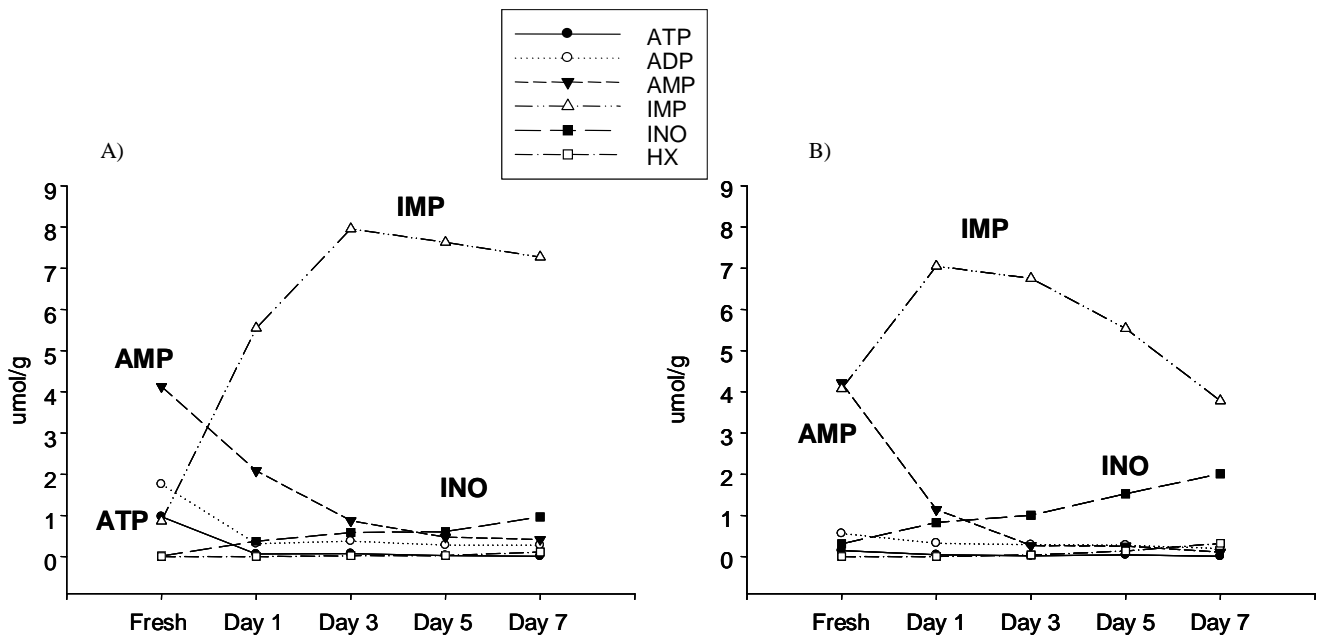 ATP
ADP
AMP
IMP
INO
HX
A)
9
8
7
6
5
4
3
2
1
0
umol/g
IMP
AMP
INO
ATP
Fresh Day 1 Day 3 Day 5 Day 7
B)
9
8
7
6
5
4
3
2
1
0
umol/g
IMP
AMP
INO
Fresh Day 1 Day 3 Day 5 Day 7